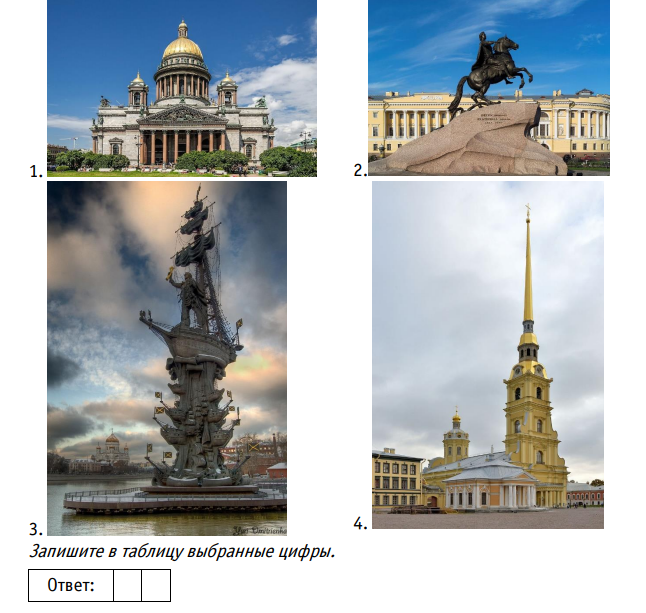 1.
2.
3.
4.
Запишите в таблицу выбранные цифры.
Ответ: